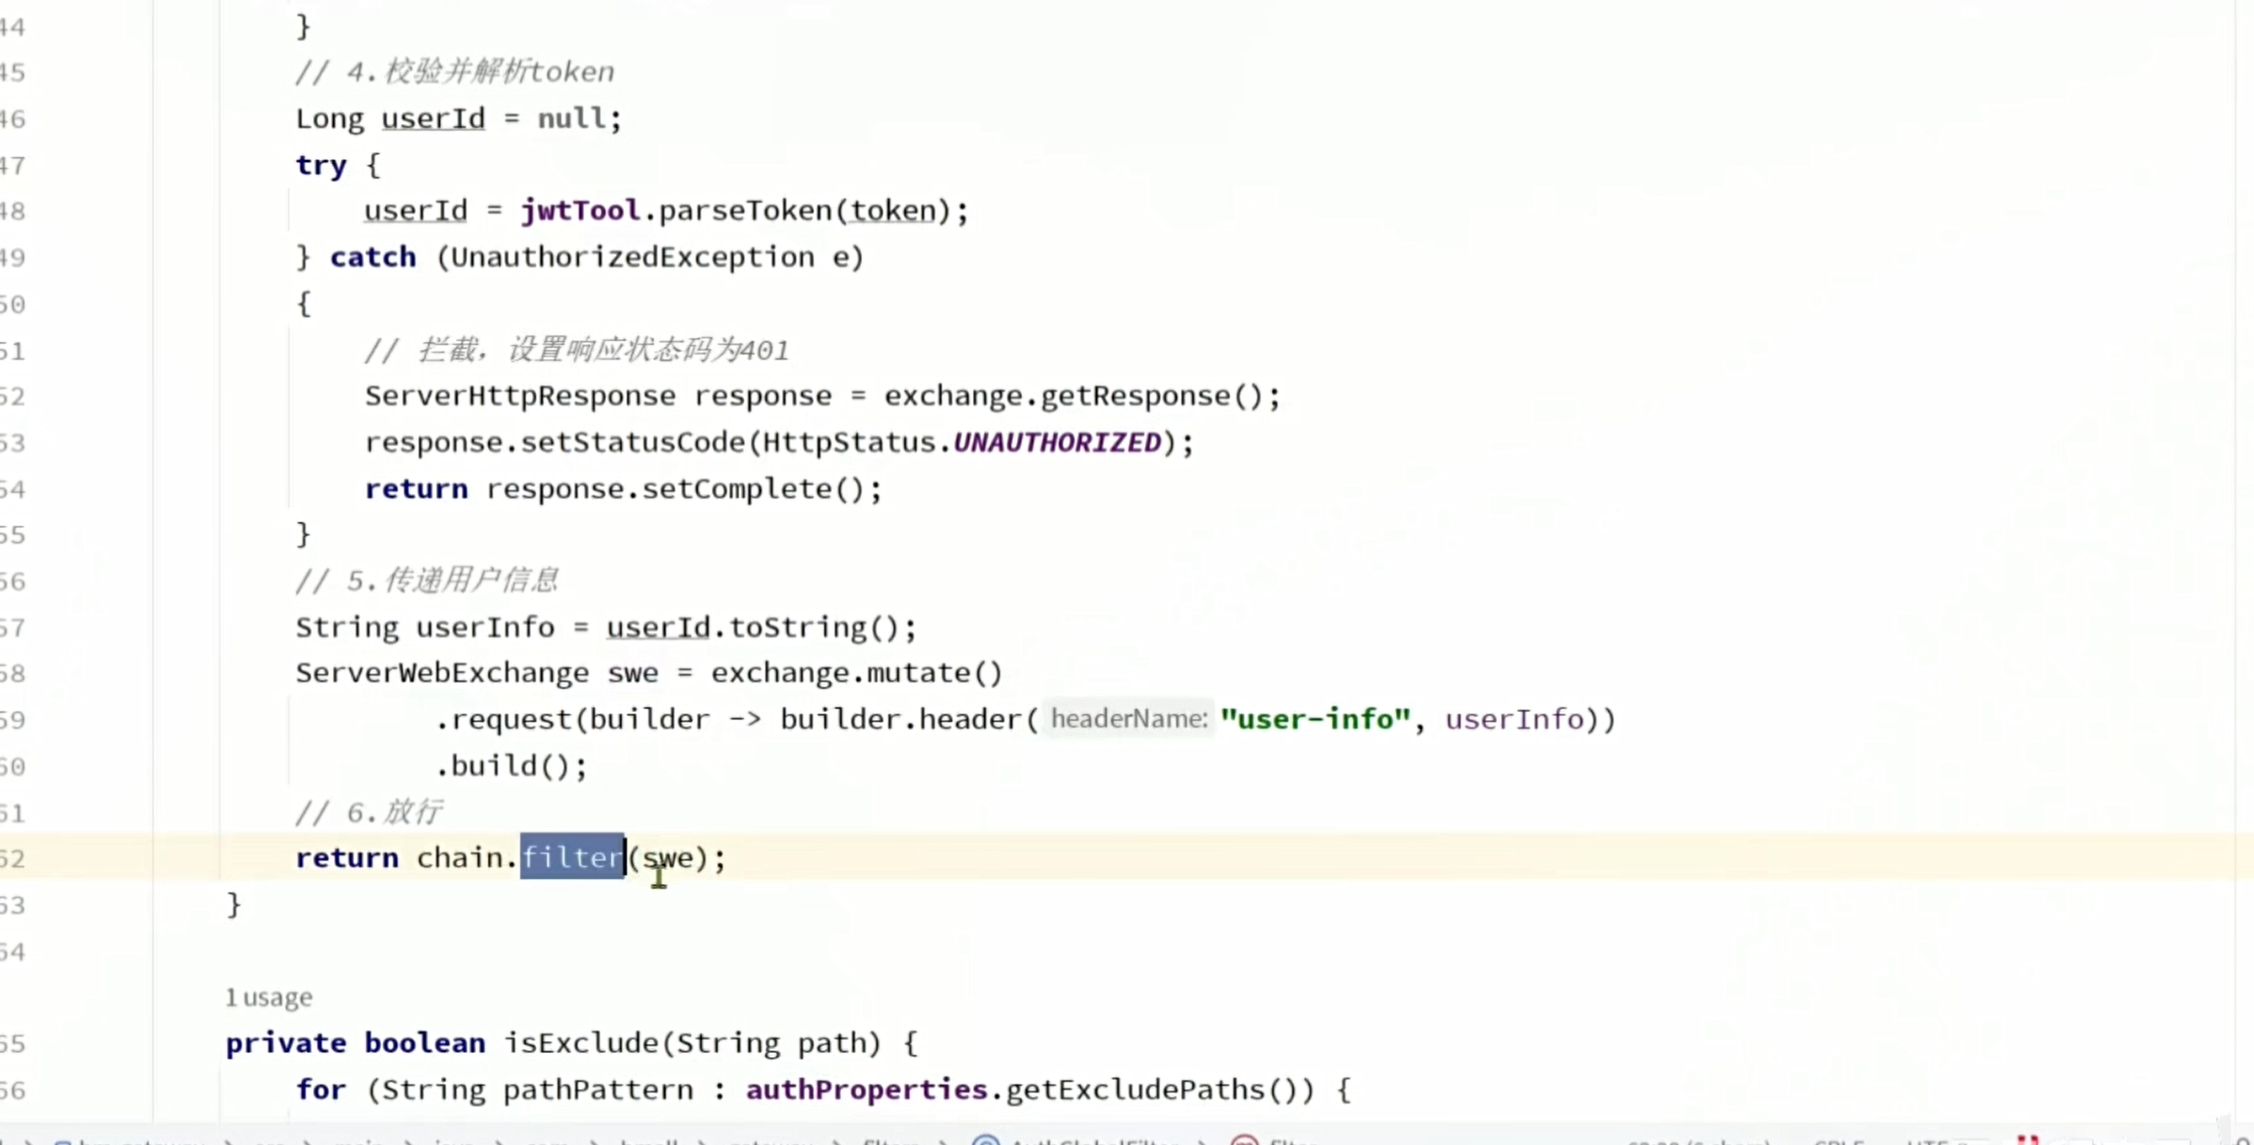 44 }
45 // 4.校验并解析token
46 Long userId = null;
47 try {
48 userId = jwtTool.parseToken(token);
49 } catch (UnauthorizedException e)
50 {
51 // 拦截，设置响应状态码为401
52 ServerHttpResponse response = exchange.getResponse();
53 response.setStatusCode(HttpStatus.UNAUTHORIZED);
54 return response.setComplete();
55 }
56 // 5.传递用户信息
57 String userInfo = userId.toString();
58 ServerWebExchange swe = exchange.mutate()
59 .request(builder -> builder.header( headerName: "user-info", userInfo))
60 .build();
61 // 6.放行
62 return chain.filter(swe);
63 }
64
1 usage
65 private boolean isExclude(String path) {
66 for (String pathPattern : authProperties.getExcludePaths()) {